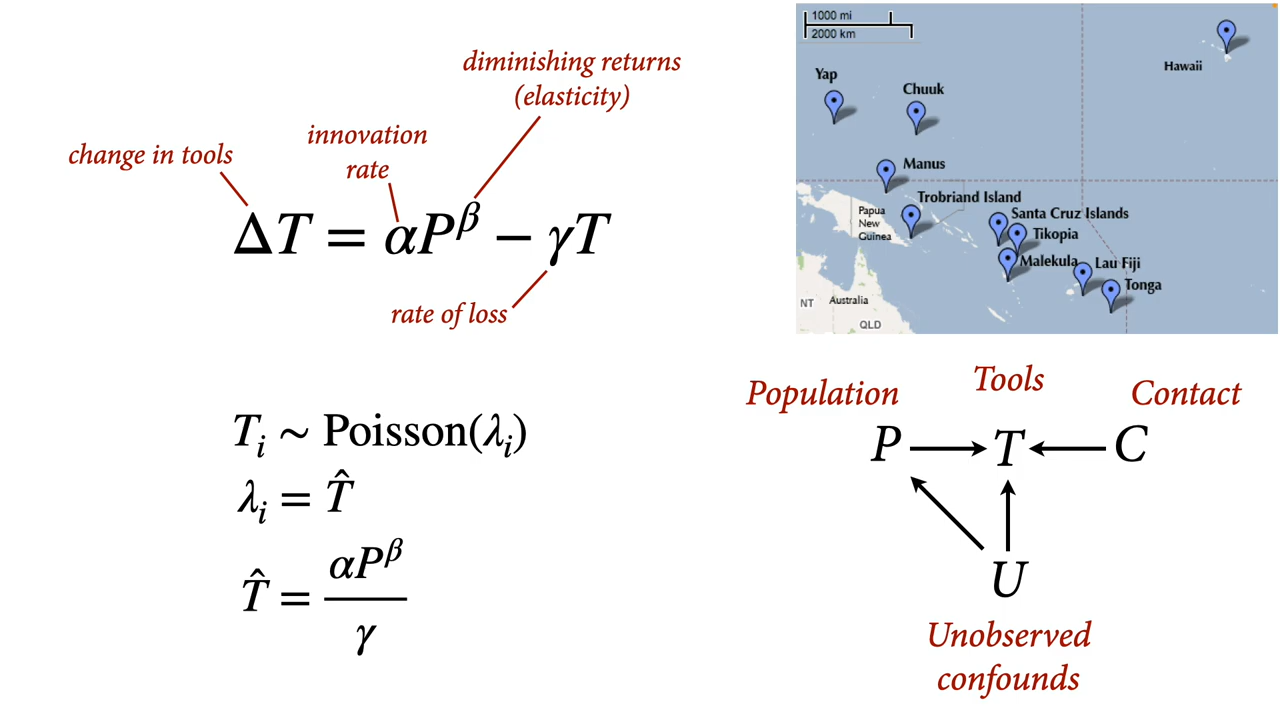 diminishing returns
(elasticity)
innovation
rate
change in tools
ΔT = αP^β − γT
rate of loss
T_i ~ Poisson(λ_i)
λ_i = T̂
T̂ = αP^β / γ
1000 mi
2000 km
Hawaii
Yap
Chuuk
Manus
Trobriand Island
Papua
New
Guinea
Santa Cruz Islands
Tikopia
Malekula
Lau Fiji
Tonga
NT
Australia
QLD
Population
Tools
Contact
P T C
U
Unobserved
confounds